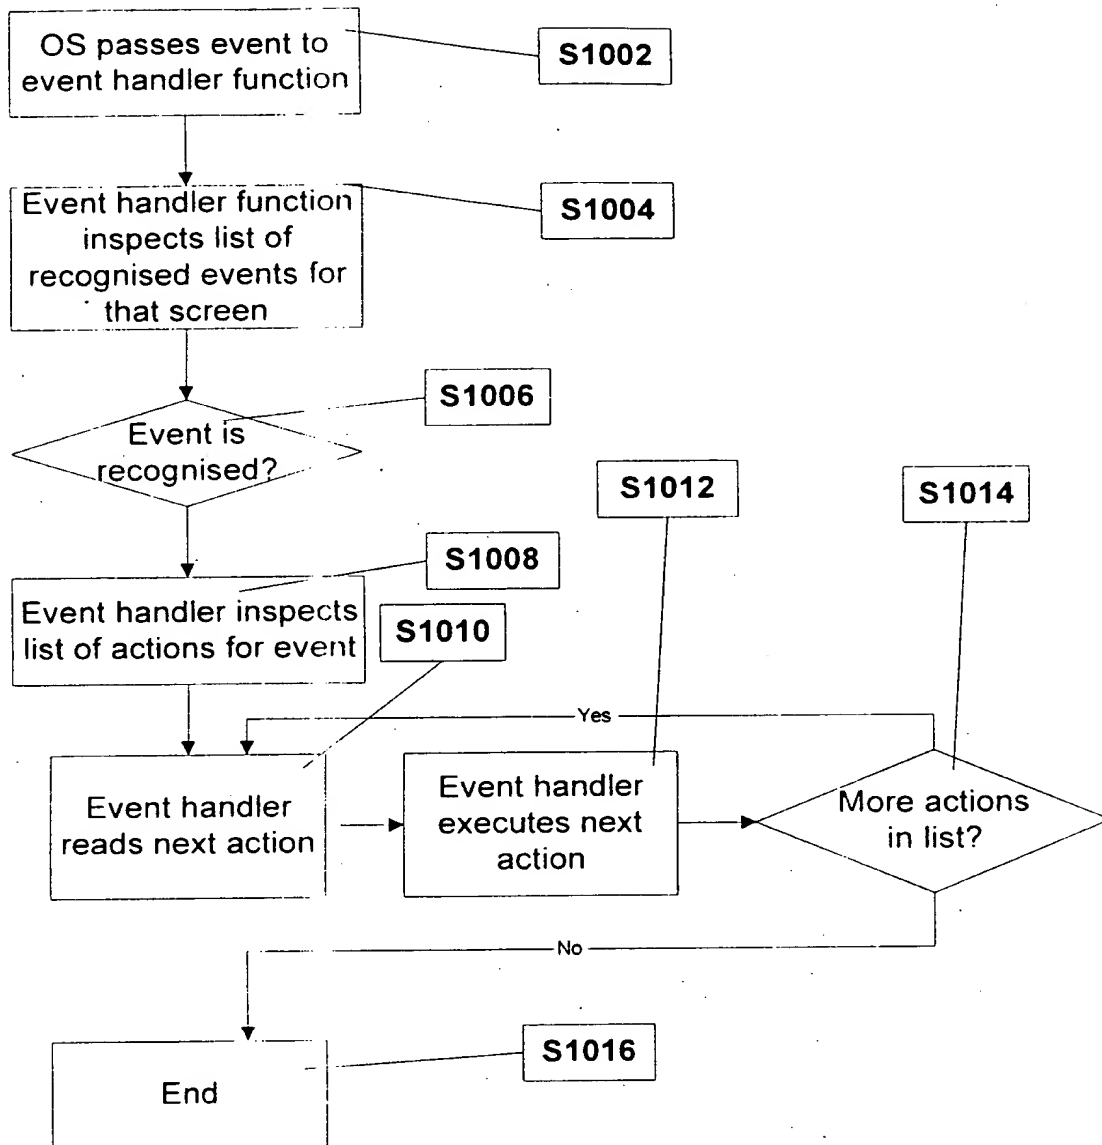 OS passes event to
event handler function
S1002
Event handler function
inspects list of
recognised events for
that screen
S1004
Event is
recognised?
S1006
Event handler inspects
list of actions for event
S1008
Event handler
reads next action
S1010
Event handler
executes next
action
S1012
More actions
in list?
S1014
Yes
No
End
S1016